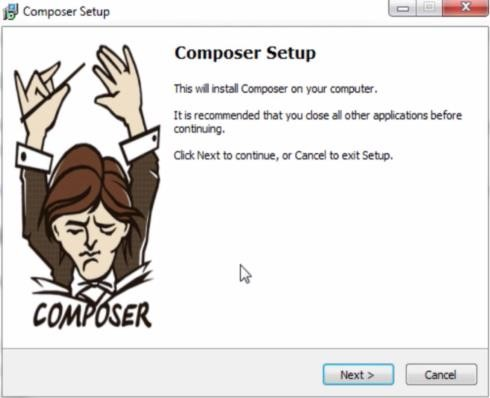 Composer Setup
Composer Setup
This will install Composer on your computer.
It is recommended that you close all other applications before
continuing.
Click Next to continue, or Cancel to exit Setup.
COMPOSER
Next >
Cancel